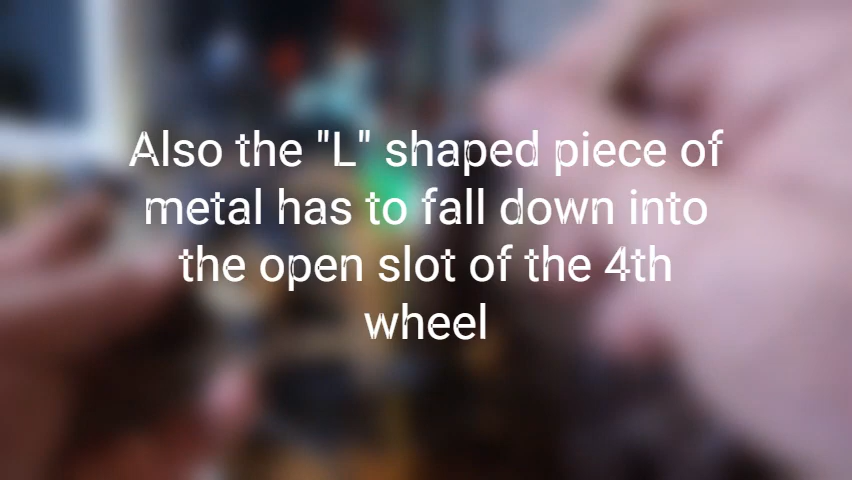 Also the "L" shaped piece of
metal has to fall down into
the open slot of the 4th
wheel